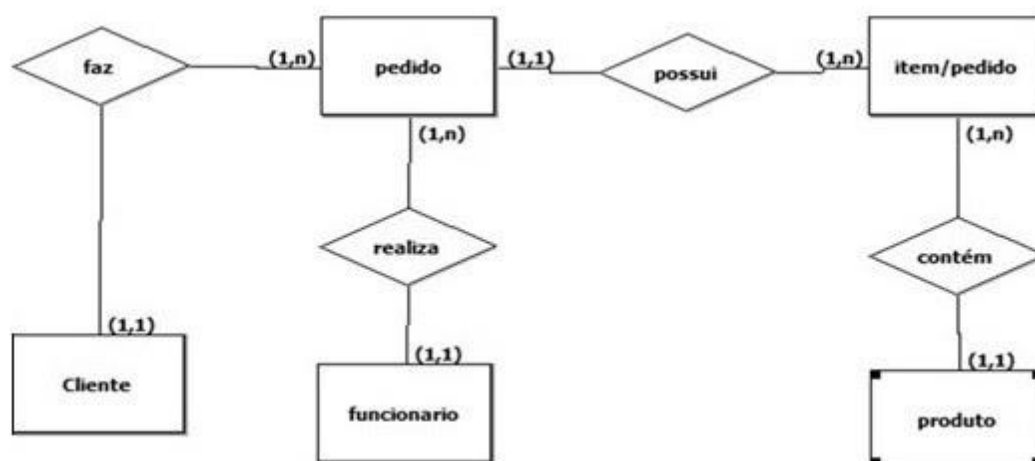 faz
(1,n)
pedido
(1,1)
possui
(1,n)
item/pedido
(1,n)
(1,n)
realiza
contém
(1,1)
Cliente
(1,1)
funcionario
(1,1)
produto